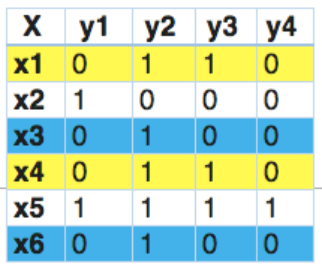 X y1 y2 y3 y4
x1 0 1 1 0
x2 1 0 0 0
x3 0 1 0 0
x4 0 1 1 0
x5 1 1 1 1
x6 0 1 0 0